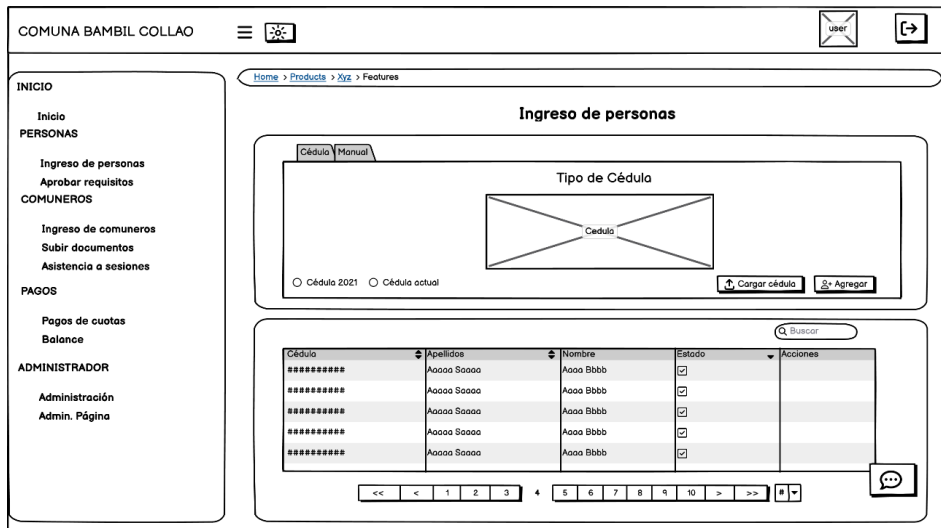 COMUNA BAMBIL COLLAO
user
INICIO
Inicio
PERSONAS
Ingreso de personas
Aprobar requisitos
COMUNEROS
Ingreso de comuneros
Subir documentos
Asistencia a sesiones
PAGOS
Pagos de cuotas
Balance
ADMINISTRADOR
Administración
Admin. Página
Home > Products > Xyz > Features
Ingreso de personas
Cédula Manual
Tipo de Cédula
Cedula
Cédula 2021 Cédula actual Cargar cédula Agregar
Buscar
Cédula Apellidos Nombre Estado Acciones
########## Aaaaa Saaaa Aaaa Bbbb
########## Aaaaa Saaaa Aaaa Bbbb
########## Aaaaa Saaaa Aaaa Bbbb
########## Aaaaa Saaaa Aaaa Bbbb
########## Aaaaa Saaaa Aaaa Bbbb
<< < 1 2 3 4 5 6 7 8 9 10 > >> #